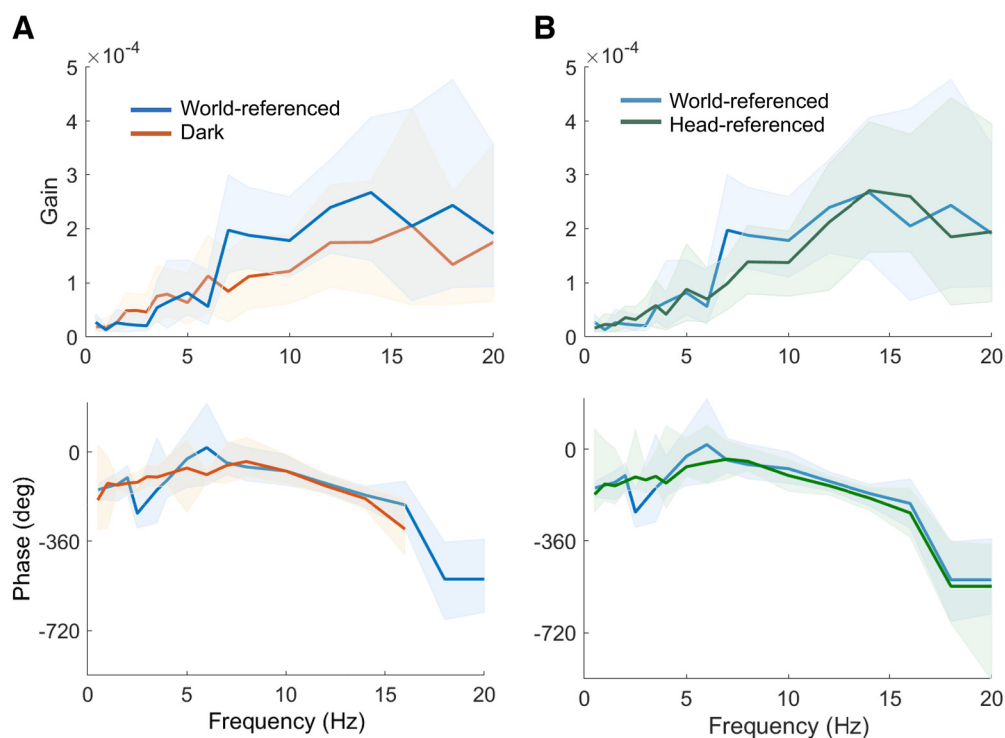 A
×10⁻⁴
5
4
3
2
1
0
Gain
World-referenced
Dark
0 5 10 15 20
0
-360
-720
Phase (deg)
0 5 10 15 20
Frequency (Hz)
B
×10⁻⁴
5
4
3
2
1
0
World-referenced
Head-referenced
0 5 10 15 20
0
-360
-720
0 5 10 15 20
Frequency (Hz)